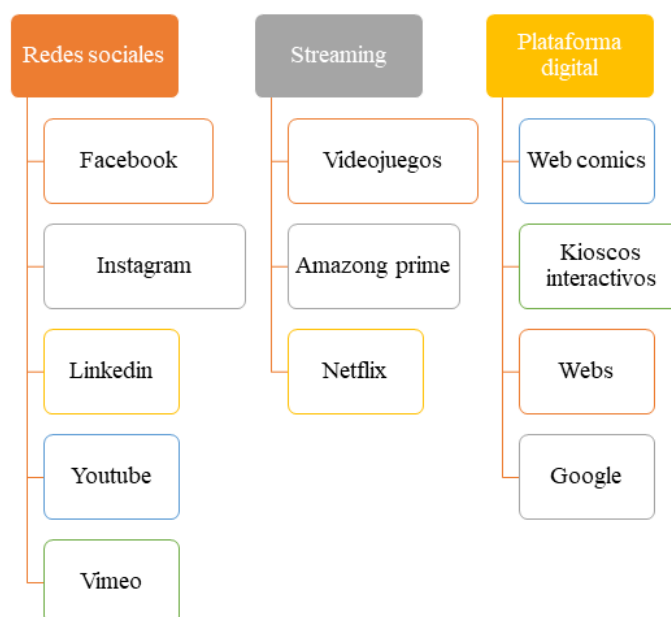 Redes sociales
Facebook
Instagram
Linkedin
Youtube
Vimeo
Streaming
Videojuegos
Amazong prime
Netflix
Plataforma
digital
Web comics
Kioscos
interactivos
Webs
Google